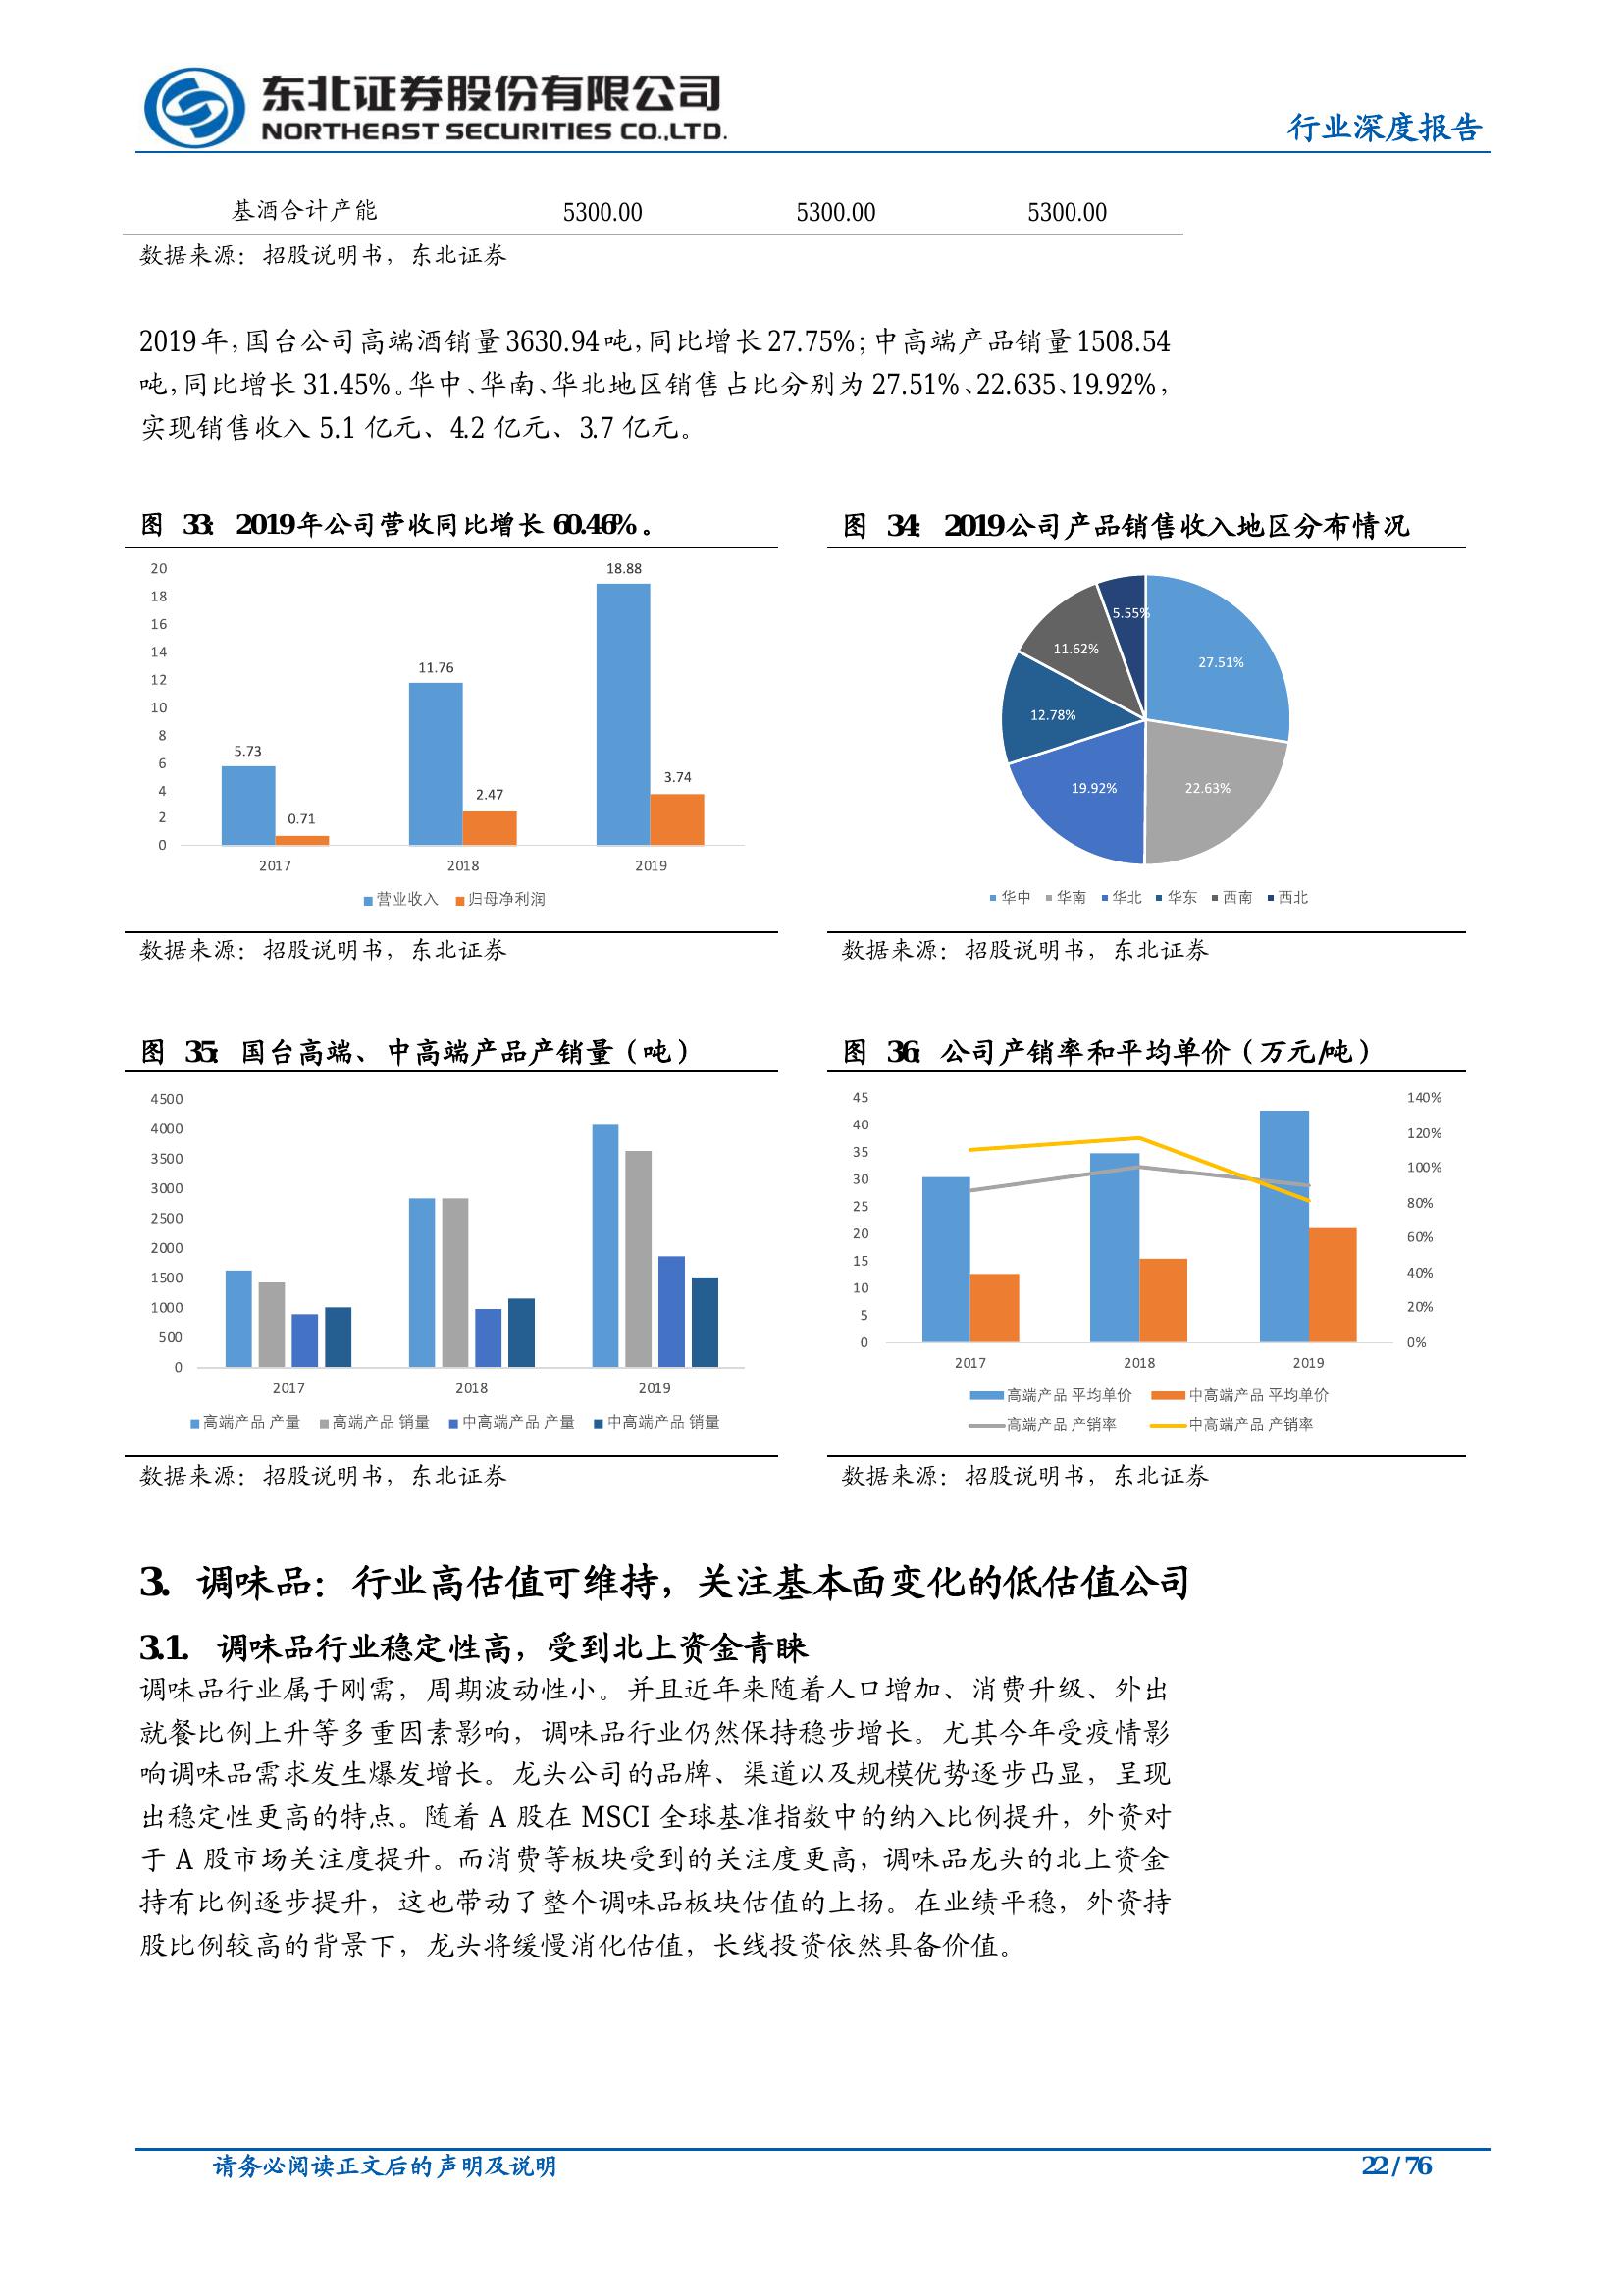 东北证券股份有限公司
NORTHEAST SECURITIES CO.,LTD.
行业深度报告
基酒合计产能 5300.00 5300.00 5300.00
数据来源：招股说明书，东北证券
2019年，国台公司高端酒销量3630.94吨，同比增长27.75%；中高端产品销量1508.54
吨，同比增长31.45%。华中、华南、华北地区销售占比分别为27.51%、22.635、19.92%，
实现销售收入 5.1 亿元、4.2 亿元、3.7 亿元。
图 33：2019年公司营收同比增长 60.46%。
20
18
16
14
12
10
8
6
4
2
0
5.73
0.71
11.76
2.47
18.88
3.74
2017 2018 2019
营业收入 归母净利润
数据来源：招股说明书，东北证券
图 34：2019公司产品销售收入地区分布情况
27.51%
22.63%
19.92%
12.78%
11.62%
5.55%
华中 华南 华北 华东 西南 西北
数据来源：招股说明书，东北证券
图 35：国台高端、中高端产品产销量（吨）
4500
4000
3500
3000
2500
2000
1500
1000
500
0
2017 2018 2019
高端产品 产量 高端产品 销量 中高端产品 产量 中高端产品 销量
数据来源：招股说明书，东北证券
图 36：公司产销率和平均单价（万元/吨）
45
40
35
30
25
20
15
10
5
0
140%
120%
100%
80%
60%
40%
20%
0%
2017 2018 2019
高端产品 平均单价 中高端产品 平均单价
高端产品 产销率 中高端产品 产销率
数据来源：招股说明书，东北证券
3. 调味品：行业高估值可维持，关注基本面变化的低估值公司
3.1. 调味品行业稳定性高，受到北上资金青睐
调味品行业属于刚需，周期波动性小。并且近年来随着人口增加、消费升级、外出
就餐比例上升等多重因素影响，调味品行业仍然保持稳步增长。尤其今年受疫情影
响调味品需求发生爆发增长。龙头公司的品牌、渠道以及规模优势逐步凸显，呈现
出稳定性更高的特点。随着 A 股在 MSCI 全球基准指数中的纳入比例提升，外资对
于 A 股市场关注度提升。而消费等板块受到的关注度更高，调味品龙头的北上资金
持有比例逐步提升，这也带动了整个调味品板块估值的上扬。在业绩平稳，外资持
股比例较高的背景下，龙头将缓慢消化估值，长线投资依然具备价值。
请务必阅读正文后的声明及说明
22 / 76